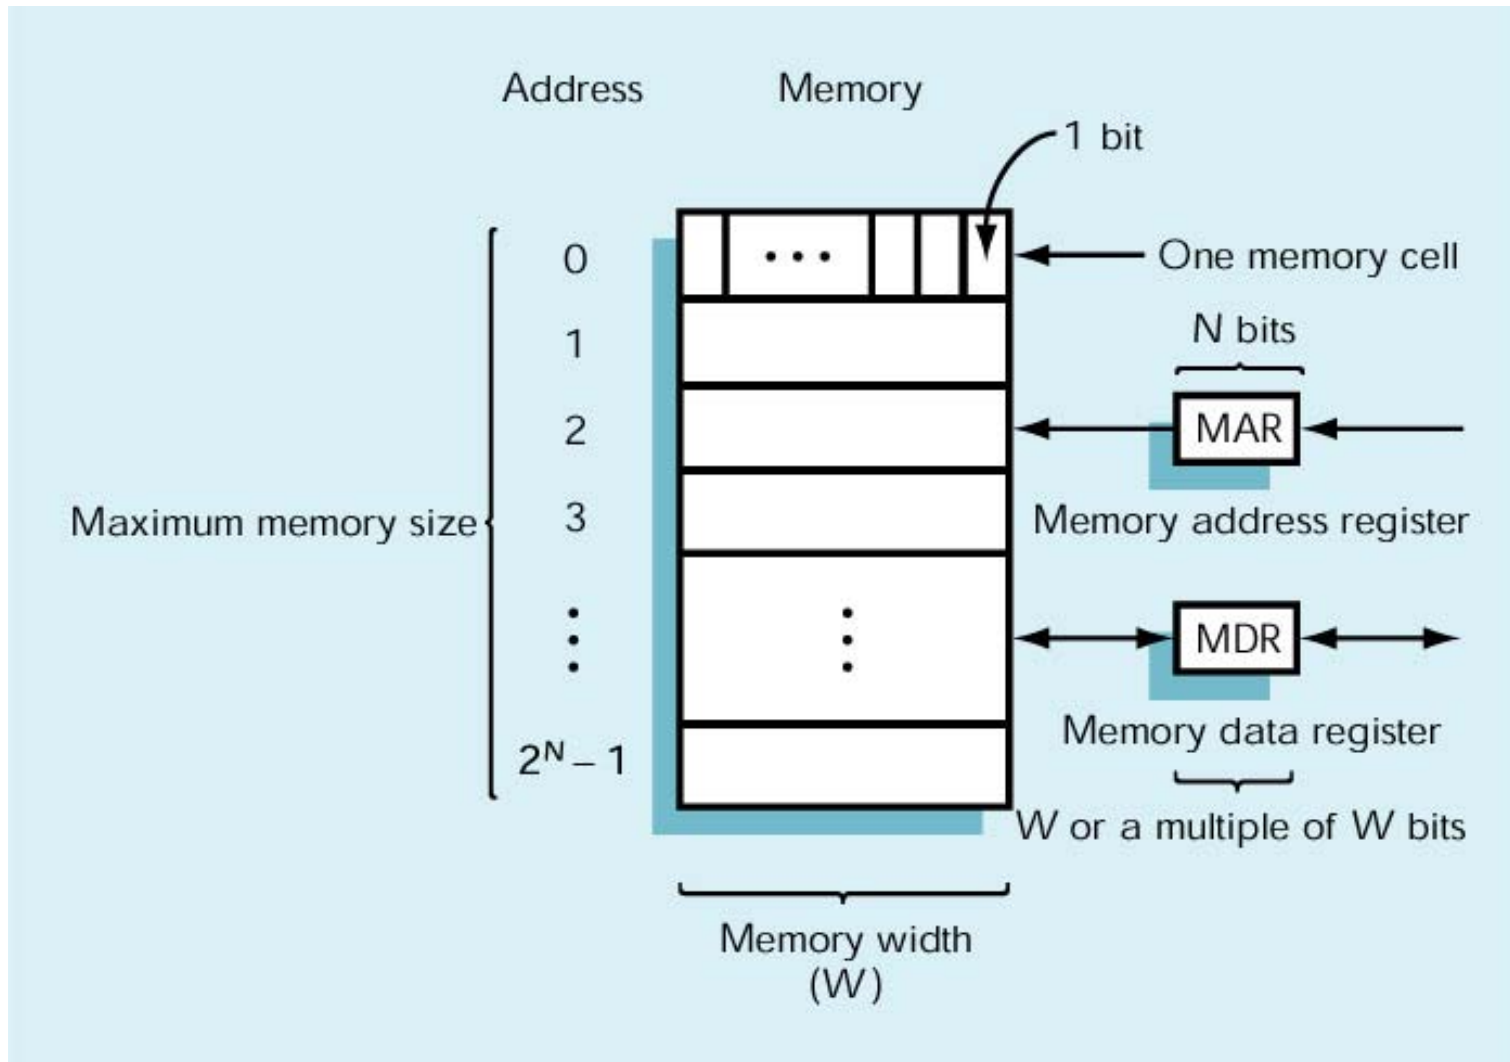 Address Memory
1 bit
0 • • • One memory cell
1 N bits
2 MAR
Maximum memory size 3 Memory address register
MDR
Memory data register
2ᴺ – 1
W or a multiple of W bits
Memory width
(W)